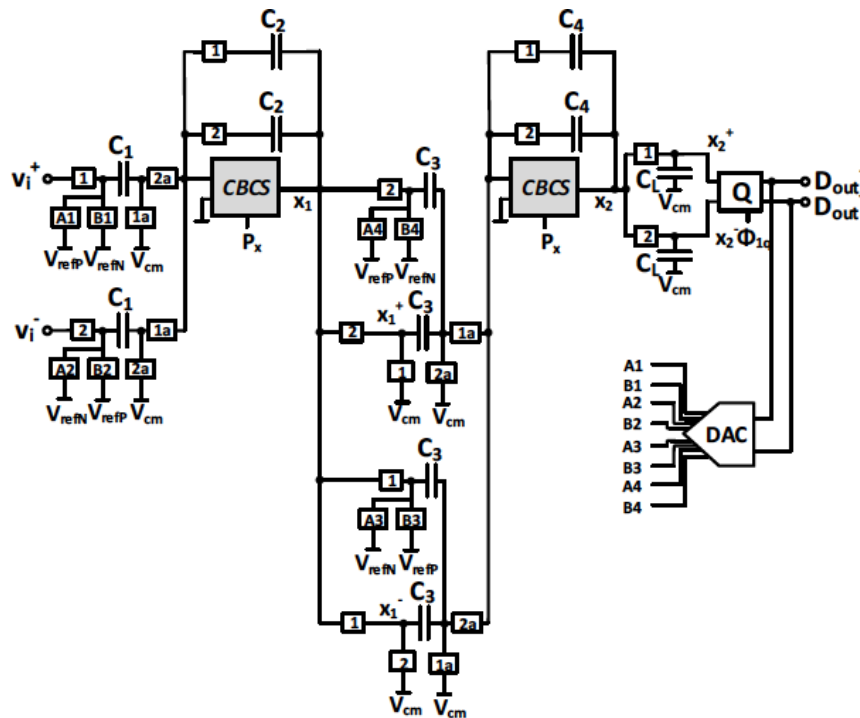 C2 C4
1 1
C2 C4
2 2
vi+ 1 C1 2a CBCS x1 2 C3 CBCS x2 1 x2+ Q Dout
A1 B1 1a Px A4 B4 Px CL Vcm Dout
VrefP VrefN Vcm VrefP VrefN 2 x2- Φ1q
CL Vcm
vi- 2 C1 1a 2 x1+ C3 1a
A2 B2 2a 1 2a
VrefN VrefP Vcm Vcm Vcm
A1
B1
A2
B2 DAC
A3
B3
A4
B4
1 C3
A3 B3
VrefN VrefP
1 x1- C3 2a
2 1a
Vcm Vcm